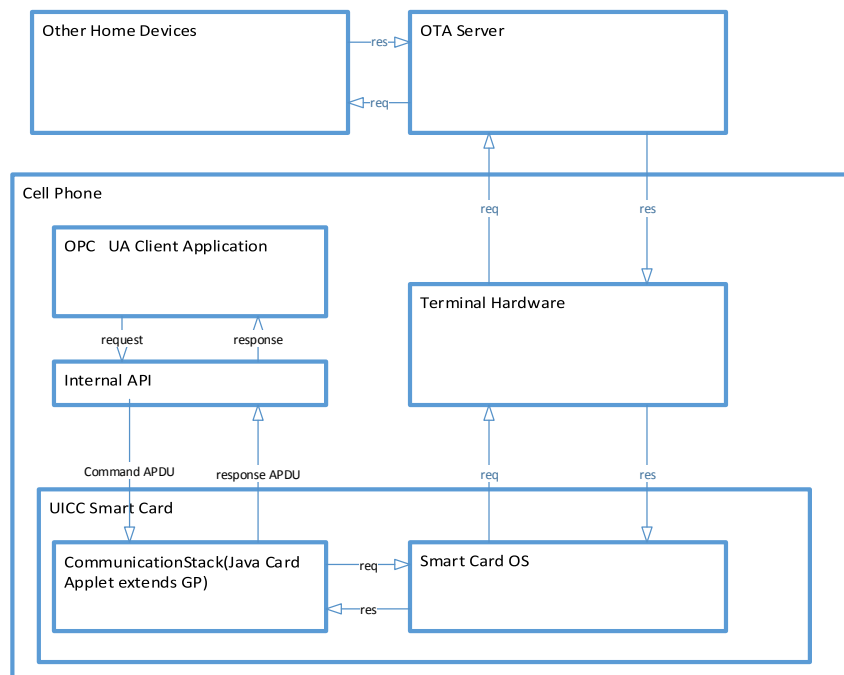 Other Home Devices
OTA Server
res
req
Cell Phone
req
res
OPC UA Client Application
Terminal Hardware
request
response
Internal API
Command APDU
response APDU
req
res
UICC Smart Card
CommunicationStack(Java Card
Applet extends GP)
Smart Card OS
req
res